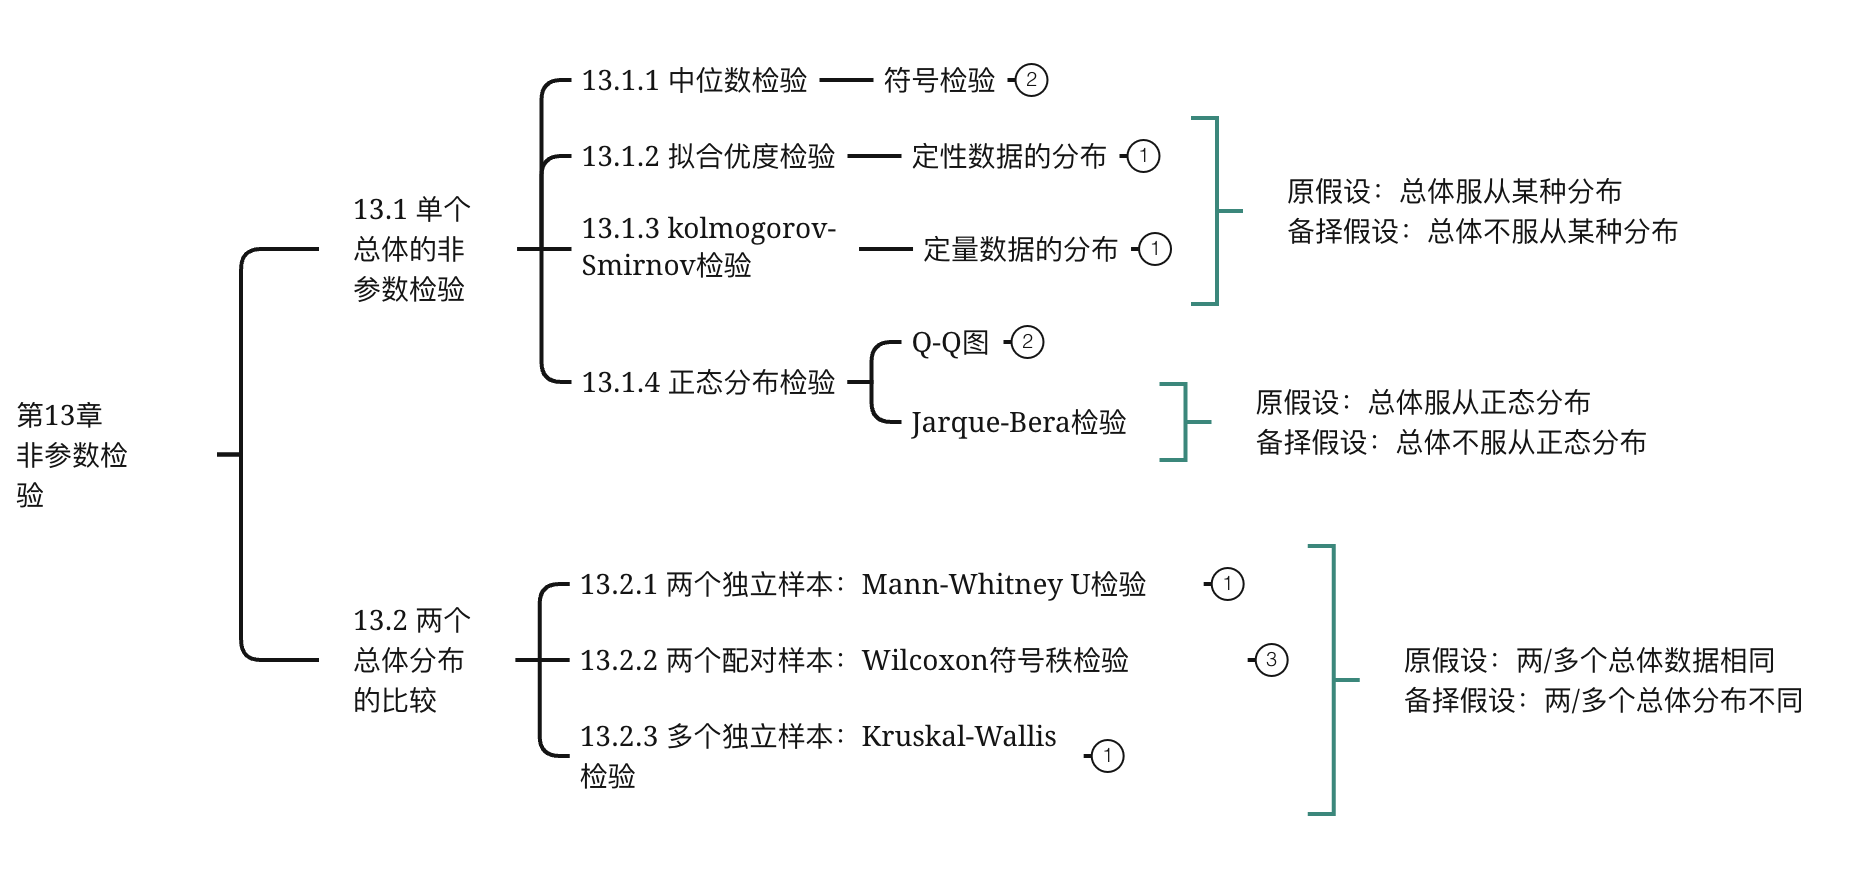 第13章
非参数检
验
13.1 单个
总体的非
参数检验
13.1.1 中位数检验
符号检验
2
13.1.2 拟合优度检验
定性数据的分布
1
13.1.3 kolmogorov-
Smirnov检验
定量数据的分布
1
原假设：总体服从某种分布
备择假设：总体不服从某种分布
13.1.4 正态分布检验
Q-Q图
2
Jarque-Bera检验
原假设：总体服从正态分布
备择假设：总体不服从正态分布
13.2 两个
总体分布
的比较
13.2.1 两个独立样本：Mann-Whitney U检验
1
13.2.2 两个配对样本：Wilcoxon符号秩检验
3
13.2.3 多个独立样本：Kruskal-Wallis
检验
1
原假设：两/多个总体数据相同
备择假设：两/多个总体分布不同